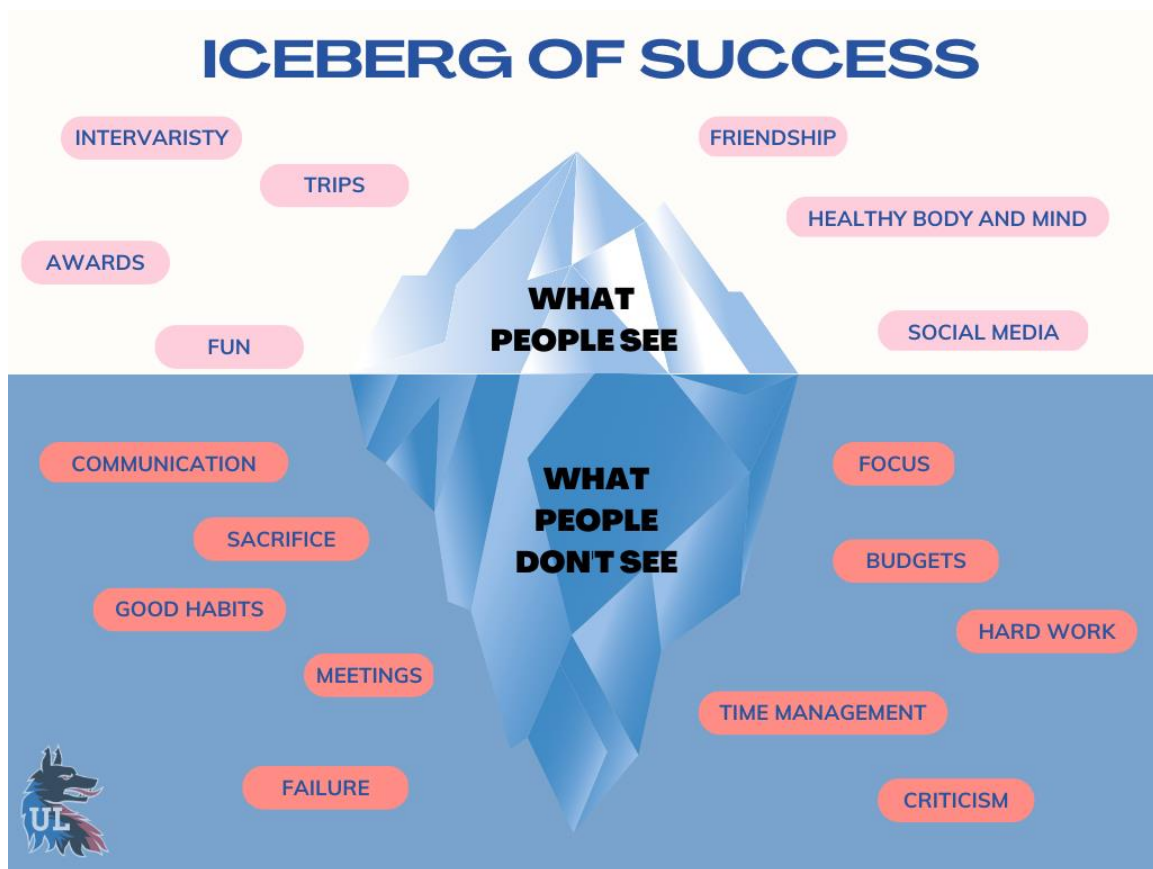 ICEBERG OF SUCCESS
INTERVARISTY
FRIENDSHIP
TRIPS
HEALTHY BODY AND MIND
AWARDS
WHAT
PEOPLE SEE
SOCIAL MEDIA
FUN
COMMUNICATION
FOCUS
WHAT
PEOPLE
DON'T SEE
SACRIFICE
BUDGETS
GOOD HABITS
HARD WORK
MEETINGS
TIME MANAGEMENT
FAILURE
CRITICISM
UL